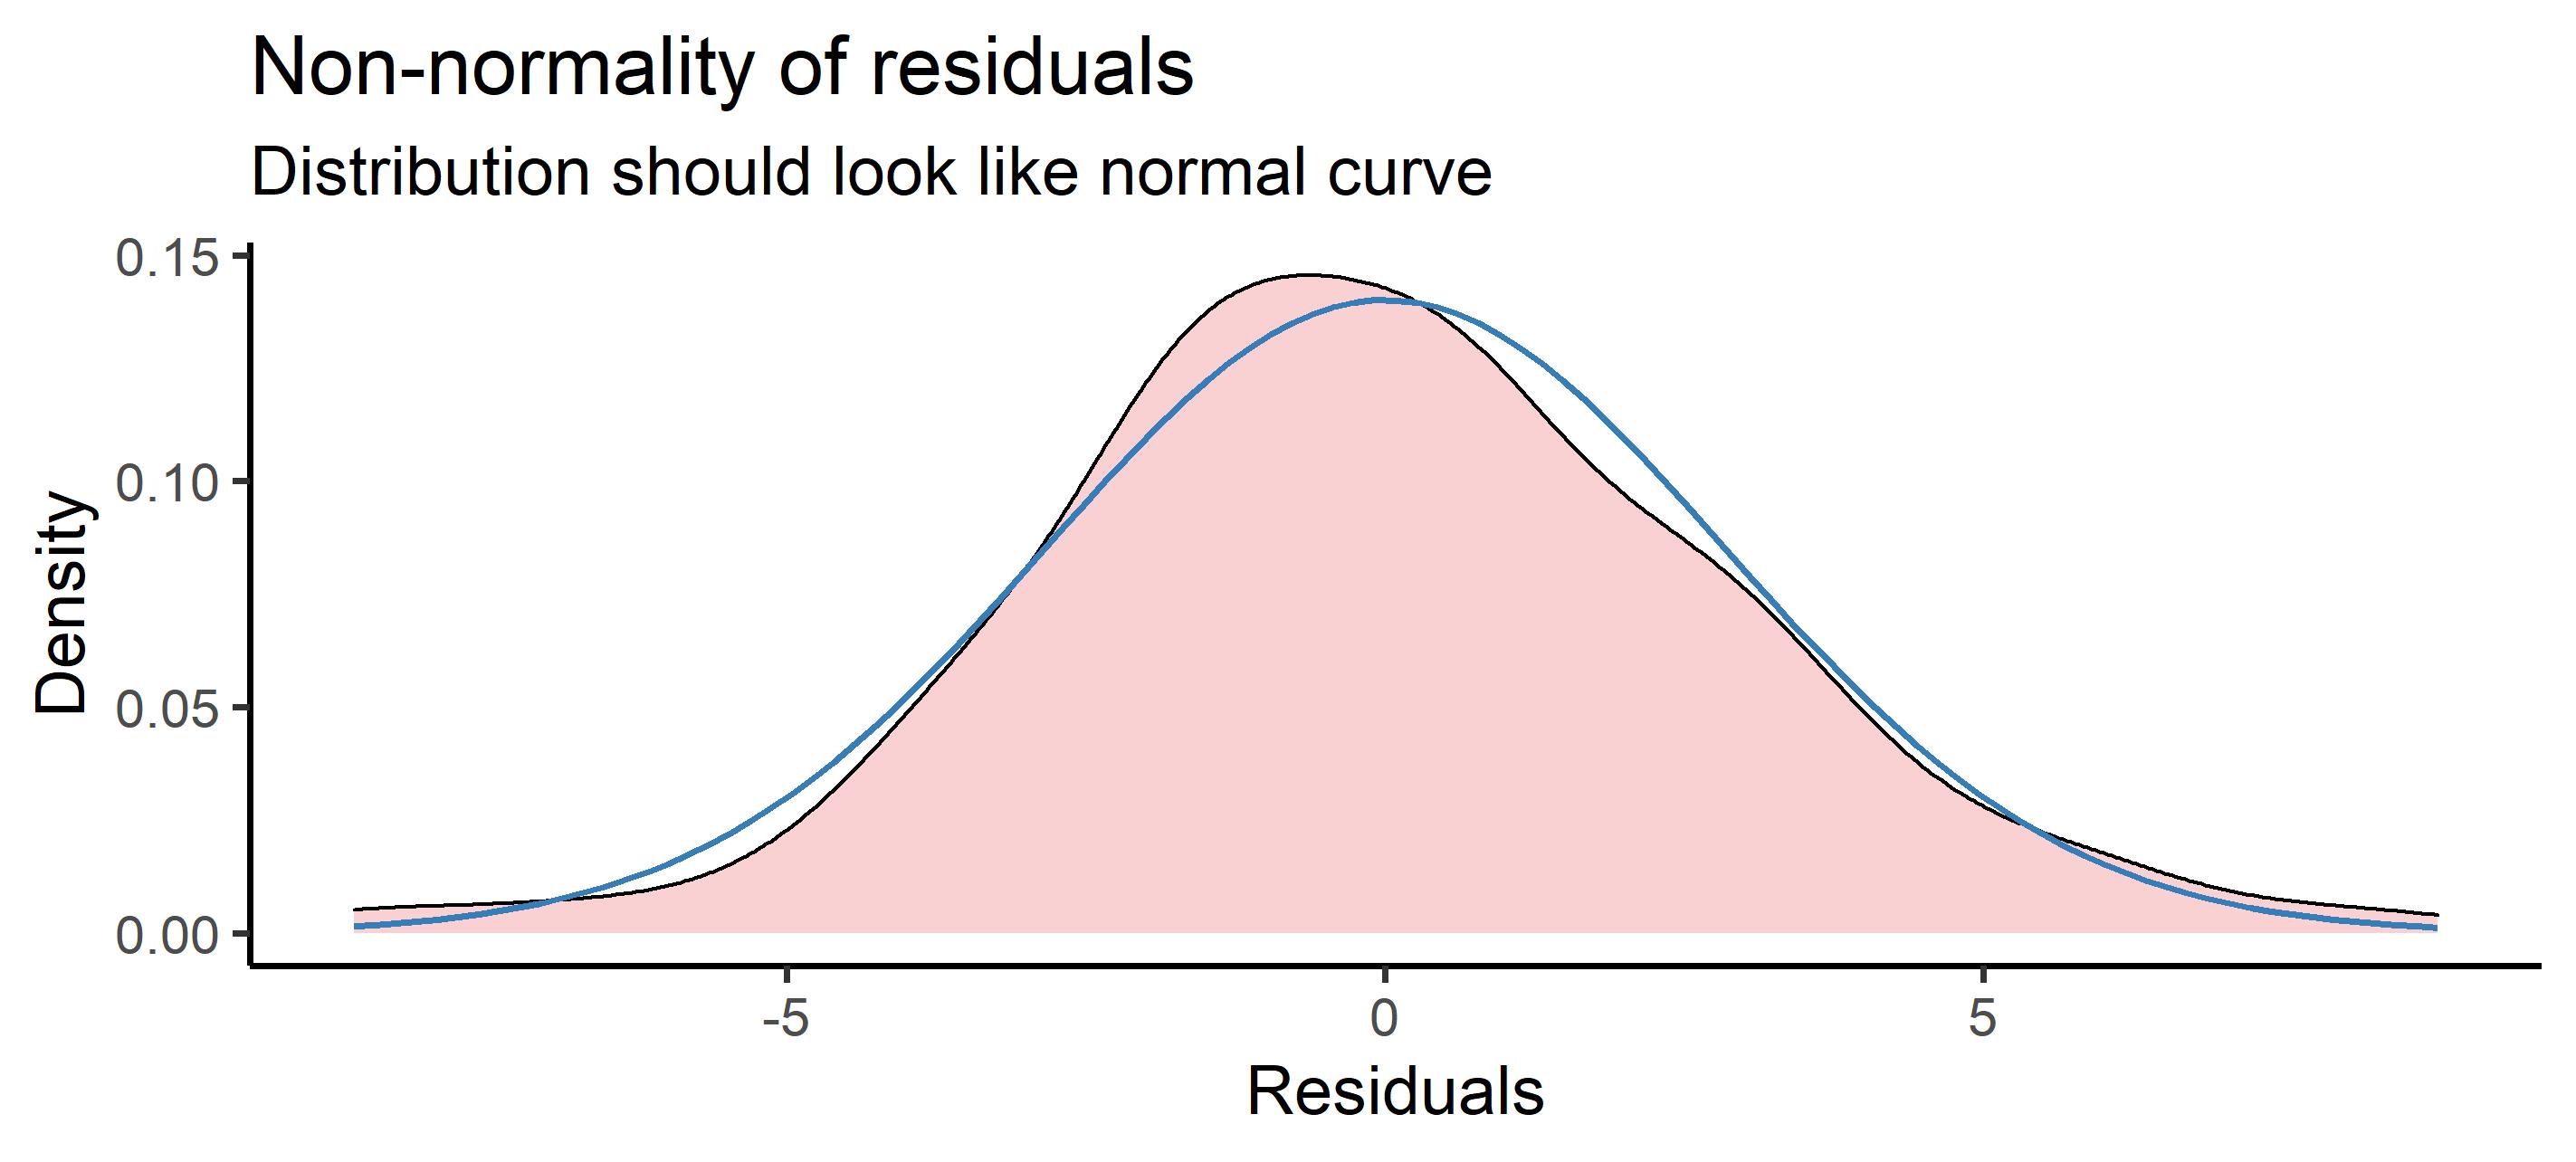 Non-normality of residuals
Distribution should look like normal curve
0.15
0.10
0.05
0.00
Density
-5 0 5
Residuals